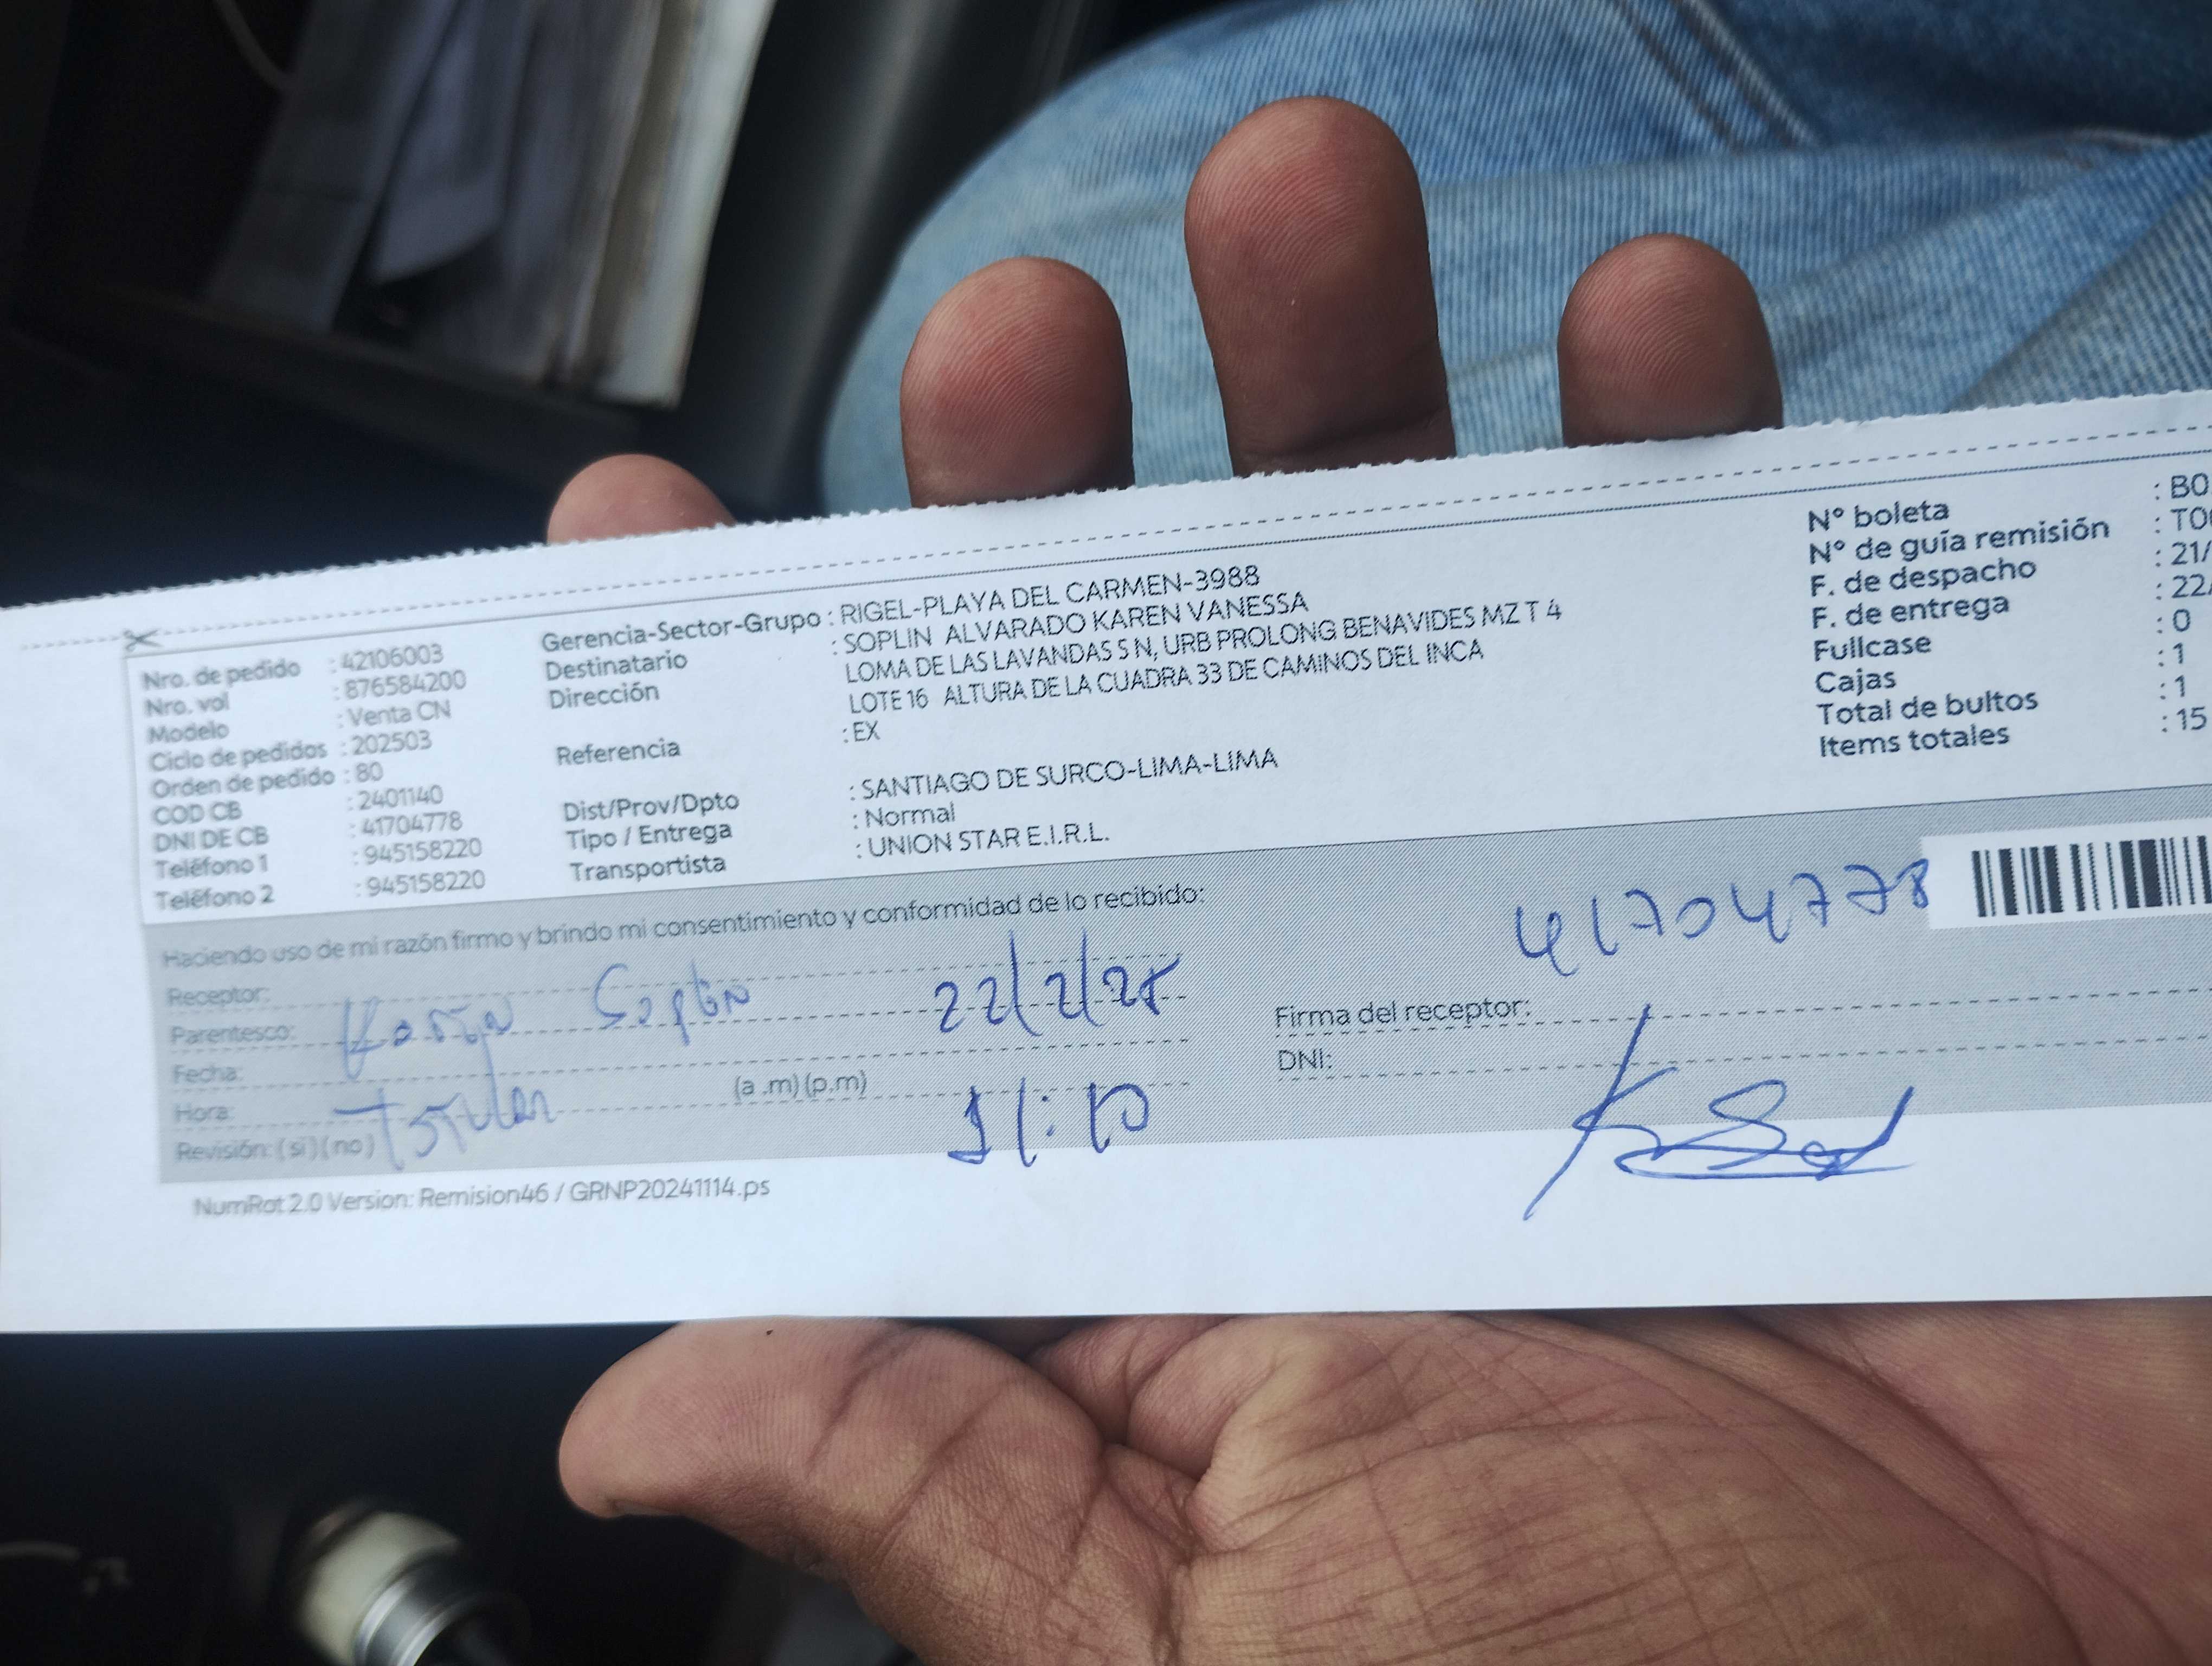 Nro. de pedido : 42106003
Nro. vol : 876584200
Modelo : Venta CN
Ciclo de pedidos : 202503
Orden de pedido : 80
COD CB : 2401140
DNI DE CB : 41704778
Teléfono 1 : 945158220
Teléfono 2 : 945158220
Gerencia-Sector-Grupo : RIGEL-PLAYA DEL CARMEN-3988
Destinatario : SOPLIN ALVARADO KAREN VANESSA
Dirección LOMA DE LAS LAVANDAS S N, URB PROLONG BENAVIDES MZ T 4
LOTE 16 ALTURA DE LA CUADRA 33 DE CAMINOS DEL INCA
Referencia : EX
Dist/Prov/Dpto : SANTIAGO DE SURCO-LIMA-LIMA
Tipo / Entrega : Normal
Transportista : UNION STAR E.I.R.L.
N° boleta : B0
N° de guía remisión : T0
F. de despacho : 21/
F. de entrega : 22/
Fullcase : 0
Cajas : 1
Total de bultos : 1
Items totales : 15
Haciendo uso de mi razón firmo y brindo mi consentimiento y conformidad de lo recibido:
Receptor:
Parentesco:
Fecha: 22/2/25
Hora: (a .m) (p.m) 11:10
Revisión: ( si ) ( no )
41704778
Firma del receptor:
DNI:
NumRot 2.0 Version: Remision46 / GRNP20241114.ps